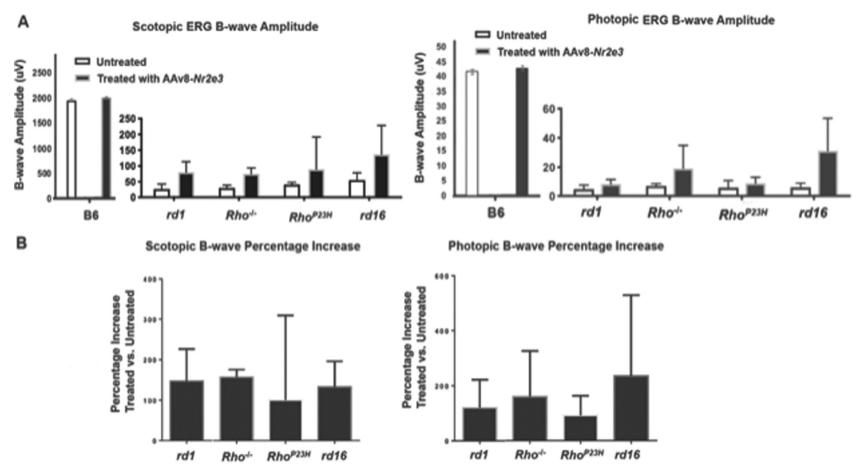 A
Scotopic ERG B-wave Amplitude
Untreated
Treated with AAv8-Nr2e3
B-wave Amplitude (uV)
2500
2000
1500
1000
500
0
250
200
150
100
50
0
B6
rd1
Rho-/-
RhoP23H
rd16
Photopic ERG B-wave Amplitude
Untreated
Treated with AAv8-Nr2e3
B-wave Amplitude (uV)
50
45
40
35
30
25
20
15
10
5
0
60
40
20
0
B6
rd1
Rho-/-
RhoP23H
rd16
B
Scotopic B-wave Percentage Increase
Percentage Increase
Treated vs. Untreated
400
300
200
100
0
rd1
Rho-/-
RhoP23H
rd16
Photopic B-wave Percentage Increase
Percentage Increase
Treated vs. Untreated
600
400
200
0
rd1
Rho-/-
RhoP23H
rd16